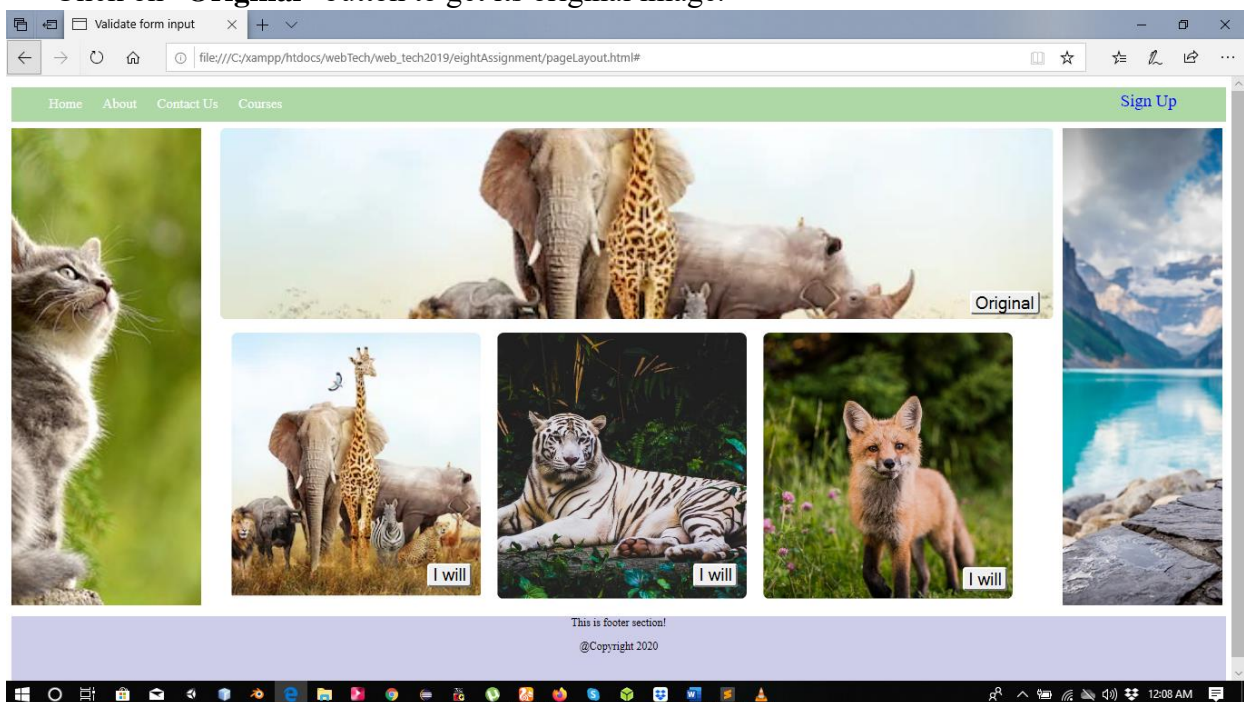 Click on "Original" button to get its original image.
Validate form input
file:///C:/xampp/htdocs/webTech/web_tech2019/eightAssignment/pageLayout.html#
Home About Contact Us Courses Sign Up
Original
I will I will I will
This is footer section!
@Copyright 2020
12:08 AM